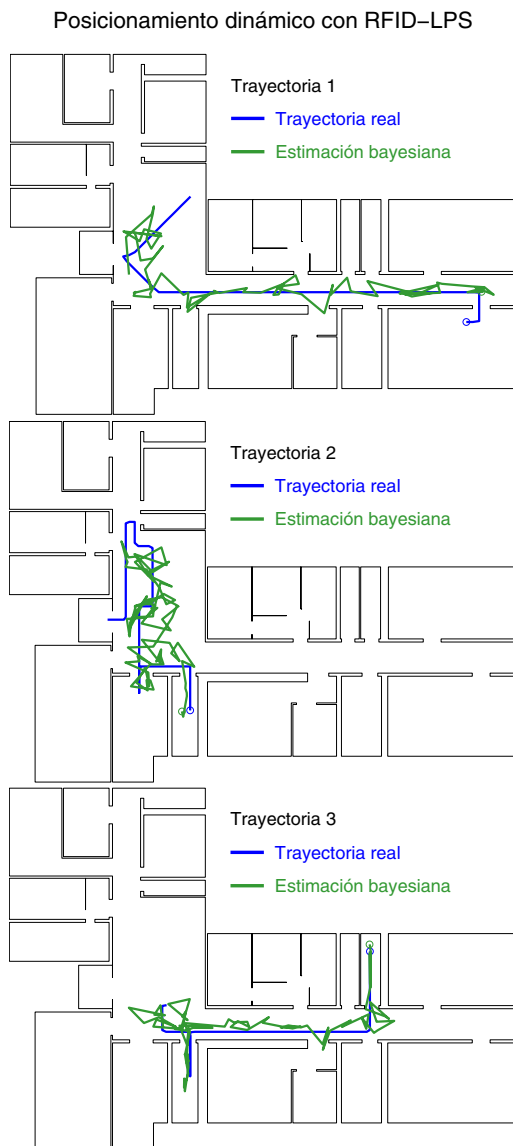 Posicionamiento dinámico con RFID−LPS
Trayectoria 1
Trayectoria real
Estimación bayesiana
Trayectoria 2
Trayectoria real
Estimación bayesiana
Trayectoria 3
Trayectoria real
Estimación bayesiana